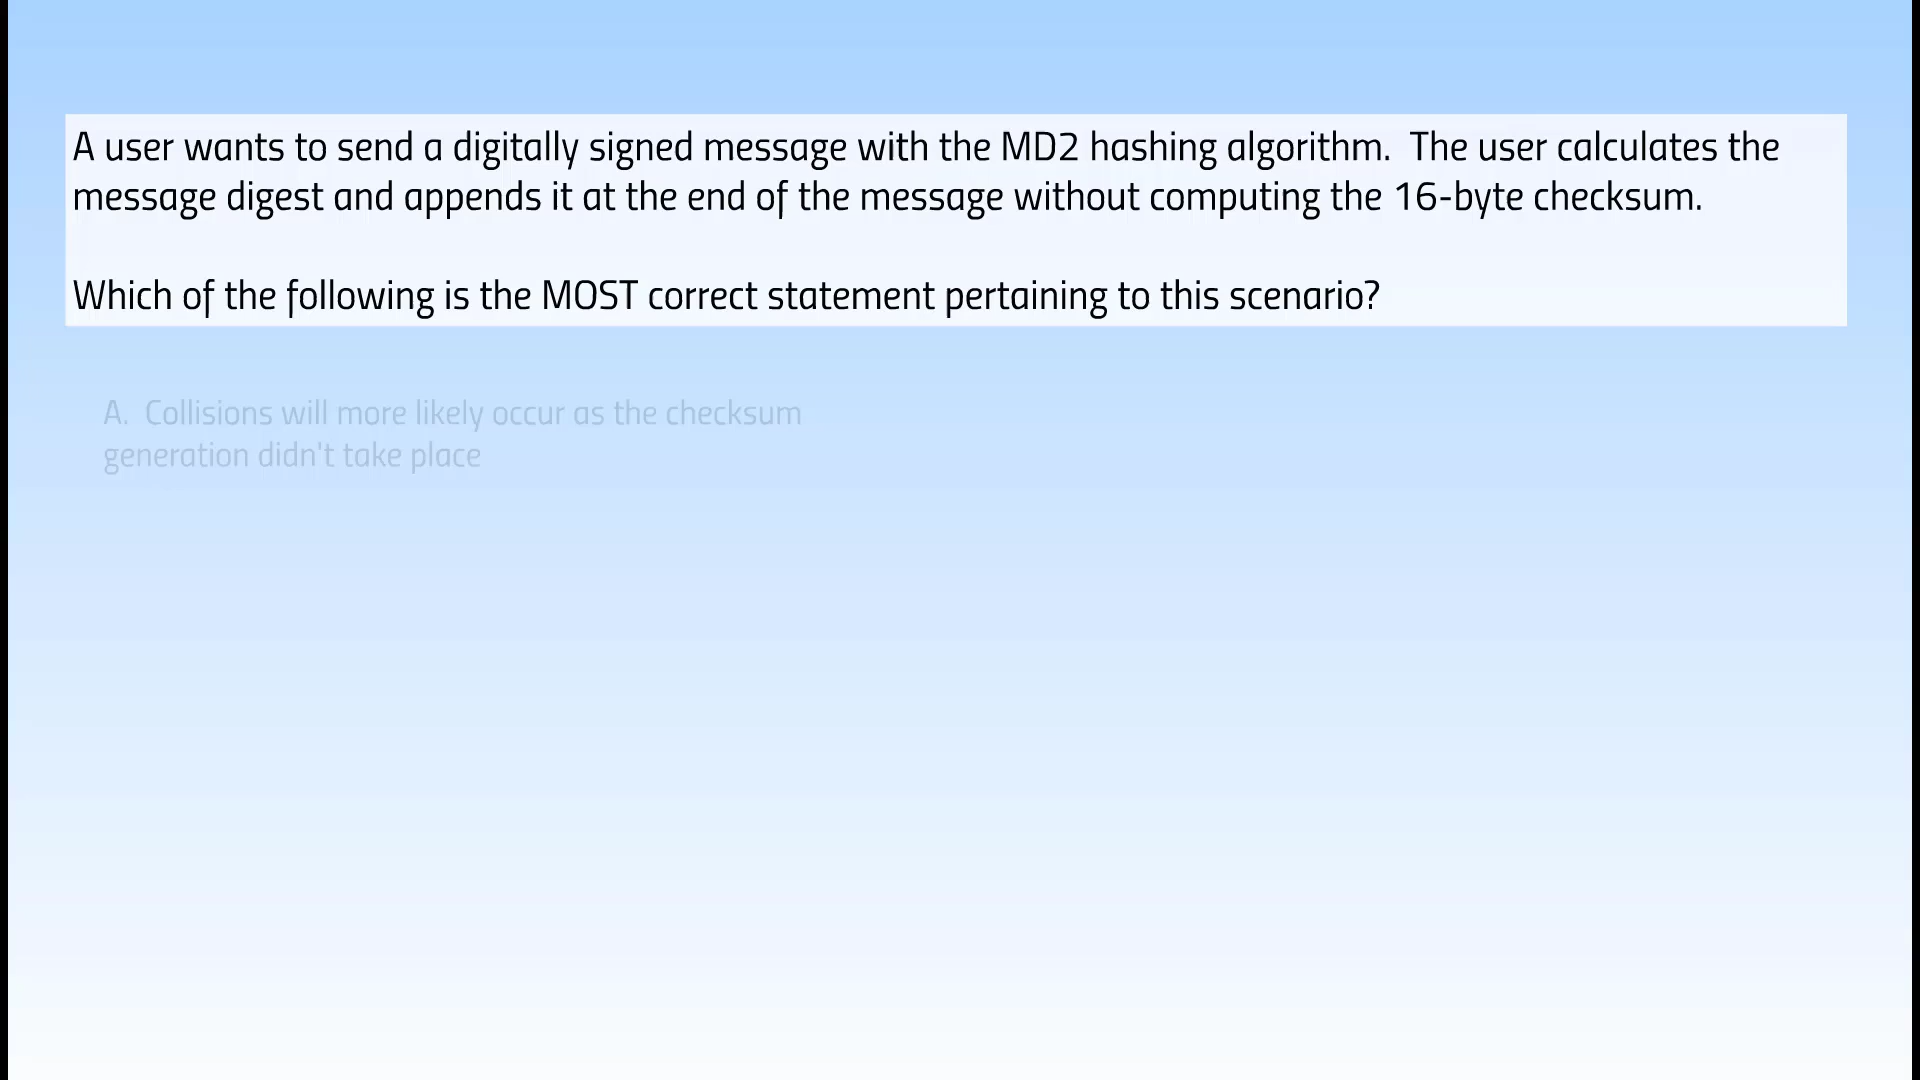 A user wants to send a digitally signed message with the MD2 hashing algorithm.  The user calculates the
message digest and appends it at the end of the message without computing the 16-byte checksum.
Which of the following is the MOST correct statement pertaining to this scenario?
A.  Collisions will more likely occur as the checksum
generation didn't take place